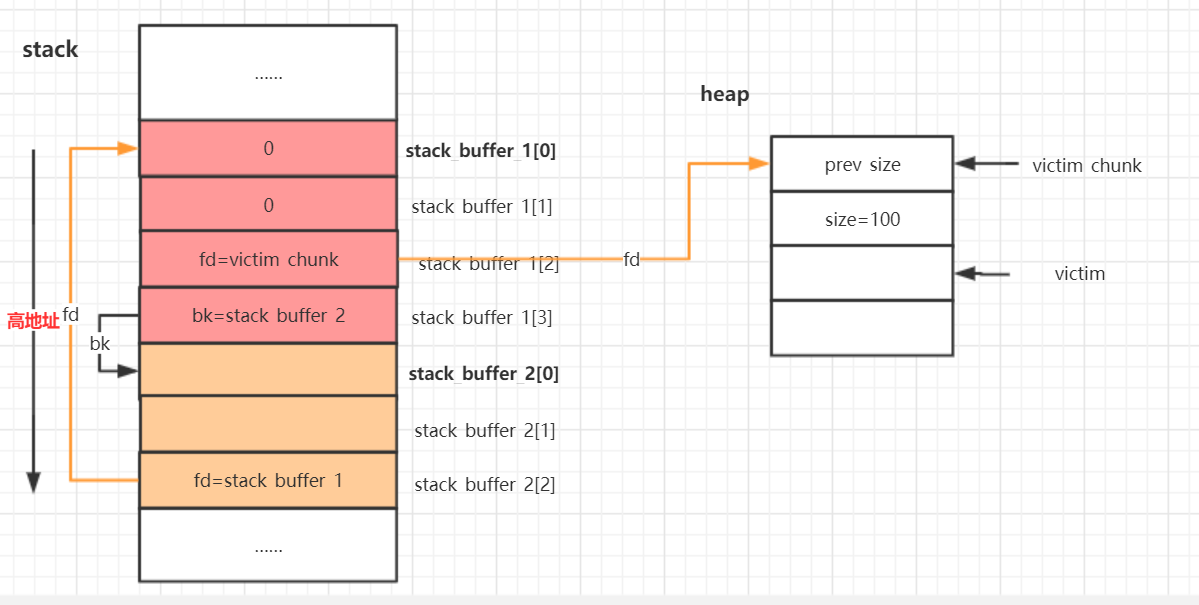 stack
......
heap
0
stack_buffer_1[0]
prev size
victim chunk
0
stack buffer 1[1]
size=100
fd=victim chunk
stack buffer 1[2]
fd
victim
高地址
fd
bk=stack buffer 2
stack buffer 1[3]
bk
stack_buffer_2[0]
stack buffer 2[1]
fd=stack buffer 1
stack buffer 2[2]
......